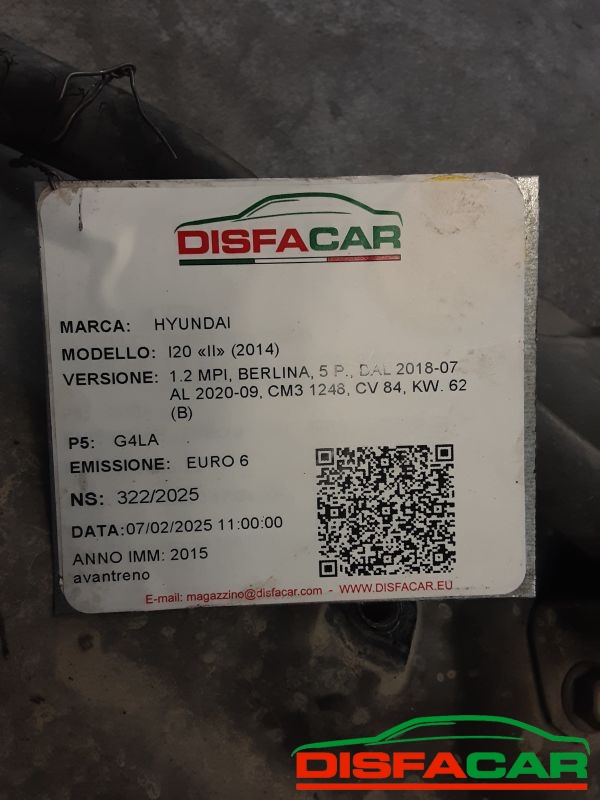 DISFACAR
MARCA: HYUNDAI
MODELLO: I20 «II» (2014)
VERSIONE: 1.2 MPI, BERLINA, 5 P., DAL 2018-07
AL 2020-09, CM3 1248, CV 84, KW. 62
(B)
P5: G4LA
EMISSIONE: EURO 6
NS: 322/2025
DATA:07/02/2025 11:00:00
ANNO IMM: 2015
avantreno
E-mail: magazzino@disfacar.com - WWW.DISFACAR.EU
DISFACAR